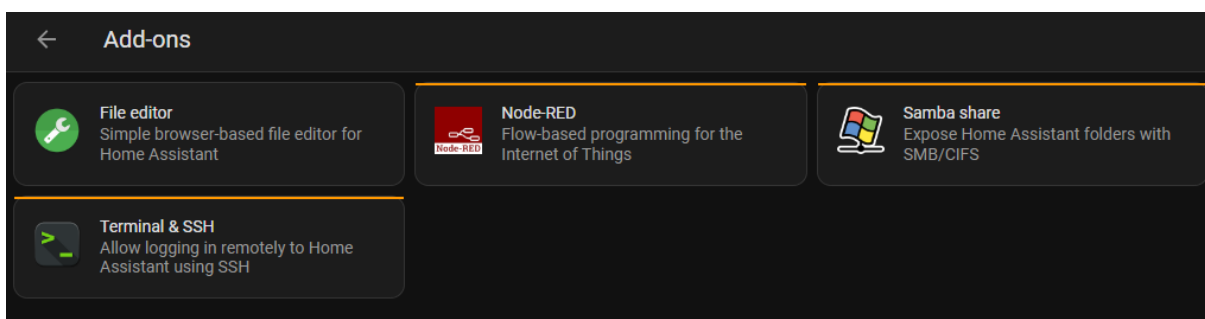 Add-ons
File editor
Simple browser-based file editor for
Home Assistant
Node-RED
Node-RED
Flow-based programming for the
Internet of Things
Samba share
Expose Home Assistant folders with
SMB/CIFS
Terminal & SSH
Allow logging in remotely to Home
Assistant using SSH